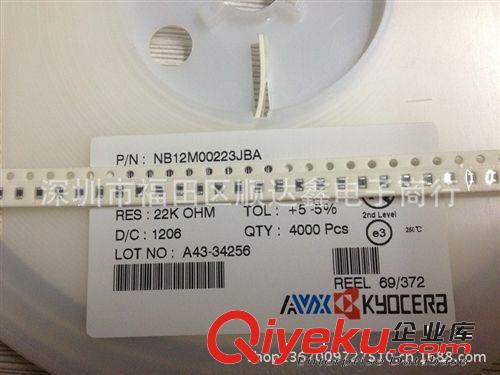 P/N : NB12M00223JBA
深圳市福田区顺达鑫电子商行
RES : 22K OHM TOL : +5 -5%
2nd Level
D/C : 1206 QTY : 4000 Pcs
e3 260℃
LOT NO : A43-34256
REEL 69/372
AVX KYOCERA
Qiyeku.com 企业库